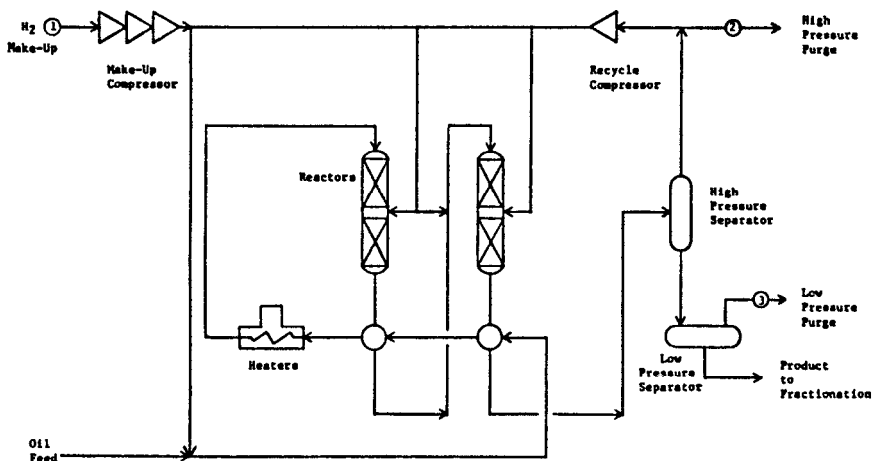 H2
1
Make-Up
Make-Up
Compressor
Recycle
Compressor
2
High
Pressure
Purge
Reactors
High
Pressure
Separator
3
Low
Pressure
Purge
Heaters
Low
Pressure
Separator
Product
to
Fractionation
Oil
Feed